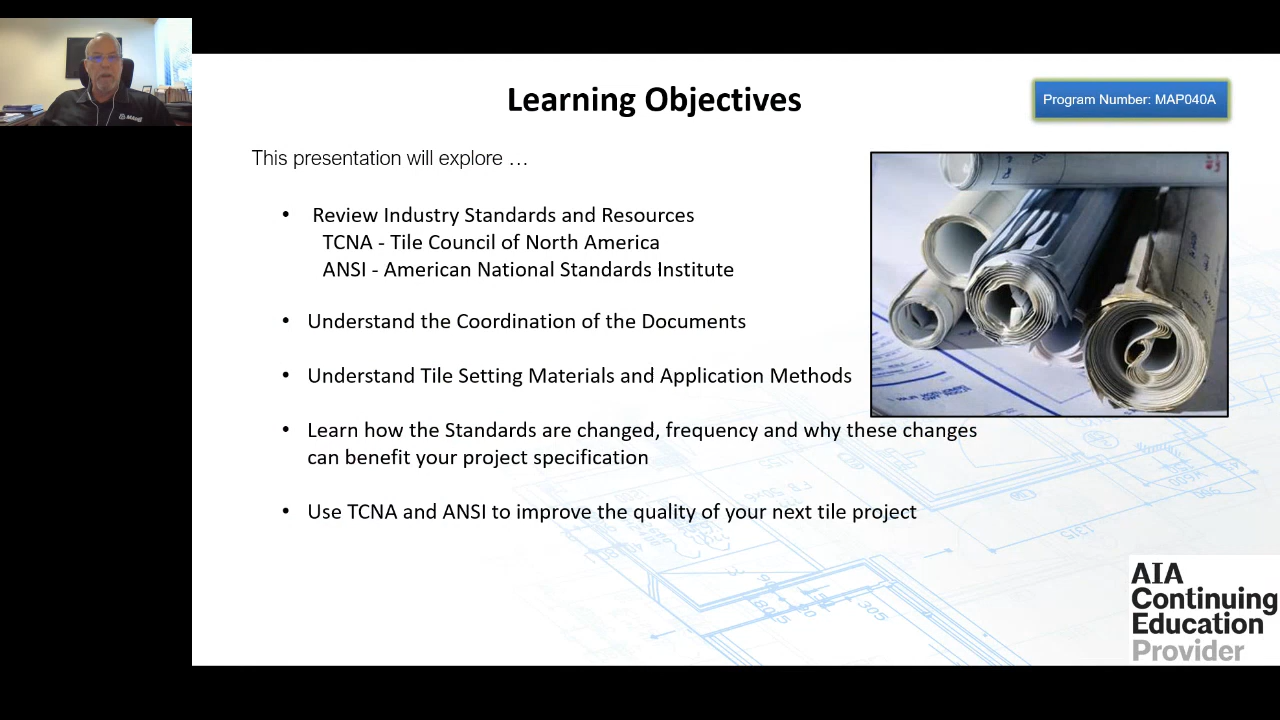 Learning Objectives
Program Number: MAP040A
This presentation will explore …
• Review Industry Standards and Resources
TCNA - Tile Council of North America
ANSI - American National Standards Institute
• Understand the Coordination of the Documents
• Understand Tile Setting Materials and Application Methods
• Learn how the Standards are changed, frequency and why these changes
can benefit your project specification
• Use TCNA and ANSI to improve the quality of your next tile project
AIA
Continuing
Education
Provider
1315
305